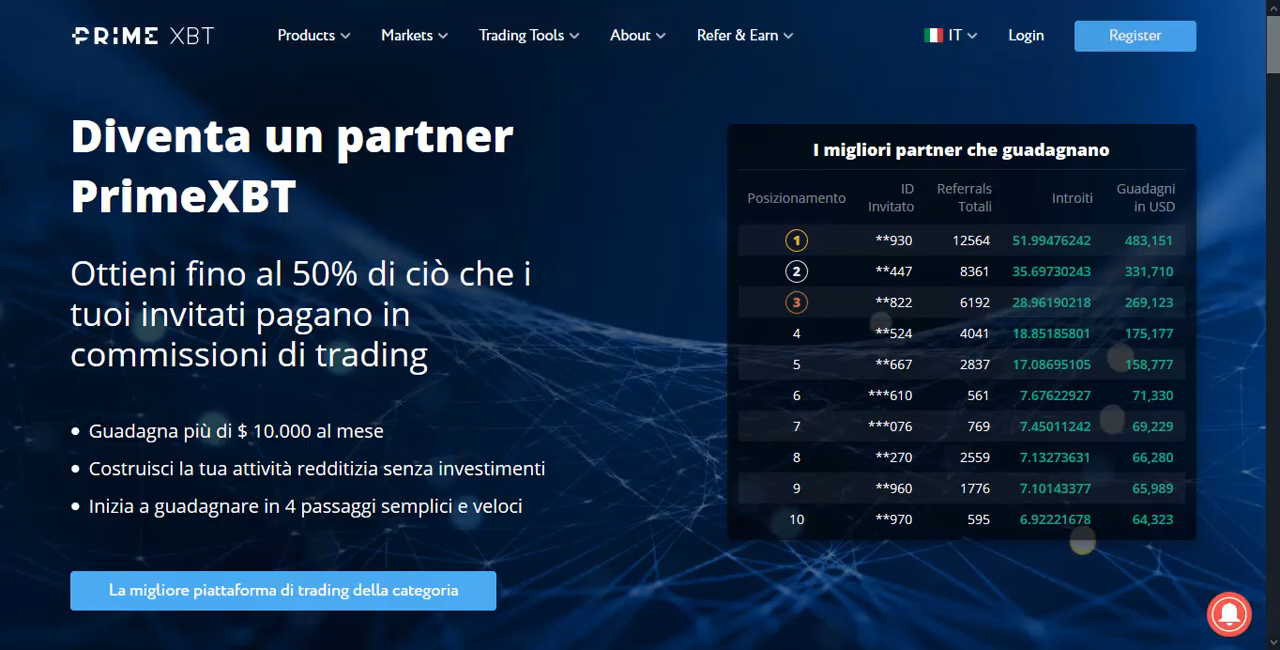 PRIME XBT
Products
Markets
Trading Tools
About
Refer & Earn
IT
Login
Register
Diventa un partner
PrimeXBT
Ottieni fino al 50% di ciò che i
tuoi invitati pagano in
commissioni di trading
• Guadagna più di $ 10.000 al mese
• Costruisci la tua attività redditizia senza investimenti
• Inizia a guadagnare in 4 passaggi semplici e veloci
La migliore piattaforma di trading della categoria
I migliori partner che guadagnano
Posizionamento ID Invitato Referrals Totali Introiti Guadagni in USD
1 **930 12564 51.99476242 483,151
2 **447 8361 35.69730243 331,710
3 **822 6192 28.96190218 269,123
4 **524 4041 18.85185801 175,177
5 **667 2837 17.08695105 158,777
6 ***610 561 7.67622927 71,330
7 ***076 769 7.45011242 69,229
8 **270 2559 7.13273631 66,280
9 **960 1776 7.10143377 65,989
10 **970 595 6.92221678 64,323